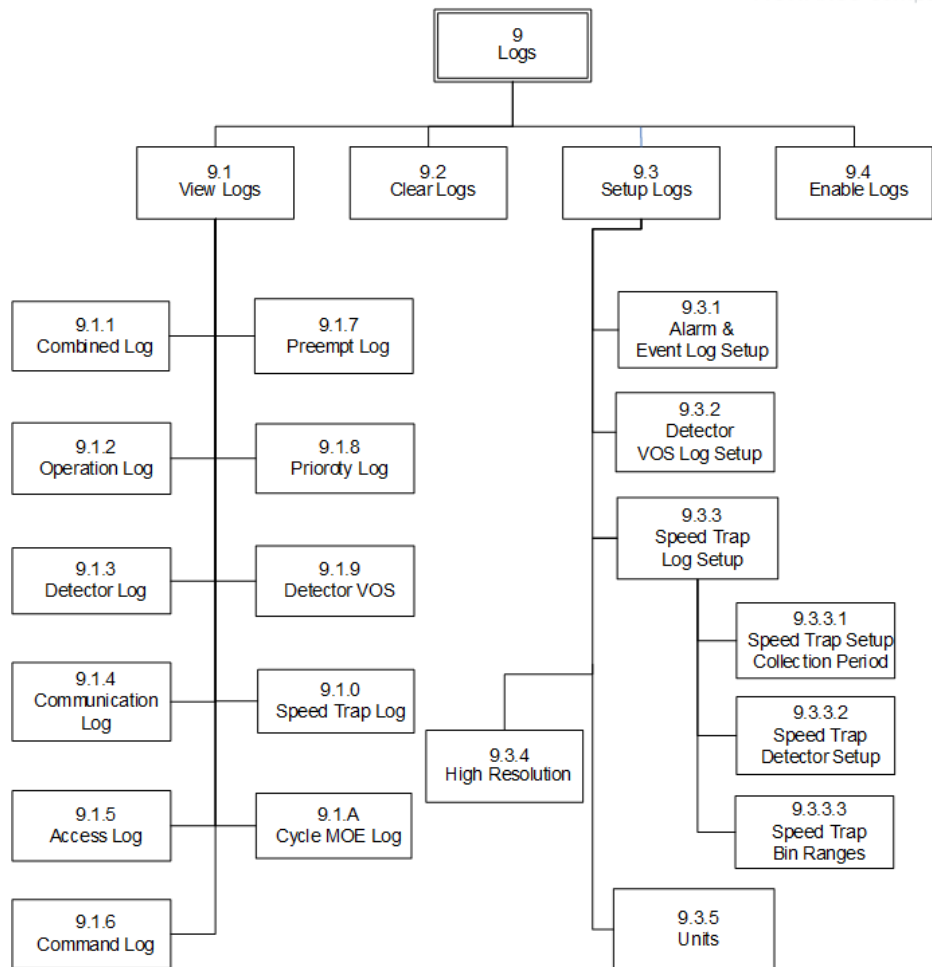 9
Logs
9.1
View Logs
9.2
Clear Logs
9.3
Setup Logs
9.4
Enable Logs
9.1.1
Combined Log
9.1.7
Preempt Log
9.3.1
Alarm &
Event Log Setup
9.1.2
Operation Log
9.1.8
Prioroty Log
9.3.2
Detector
VOS Log Setup
9.1.3
Detector Log
9.1.9
Detector VOS
9.3.3
Speed Trap
Log Setup
9.3.3.1
Speed Trap Setup
Collection Period
9.1.4
Communication
Log
9.1.0
Speed Trap Log
9.3.4
High Resolution
9.3.3.2
Speed Trap
Detector Setup
9.1.5
Access Log
9.1.A
Cycle MOE Log
9.3.3.3
Speed Trap
Bin Ranges
9.1.6
Command Log
9.3.5
Units